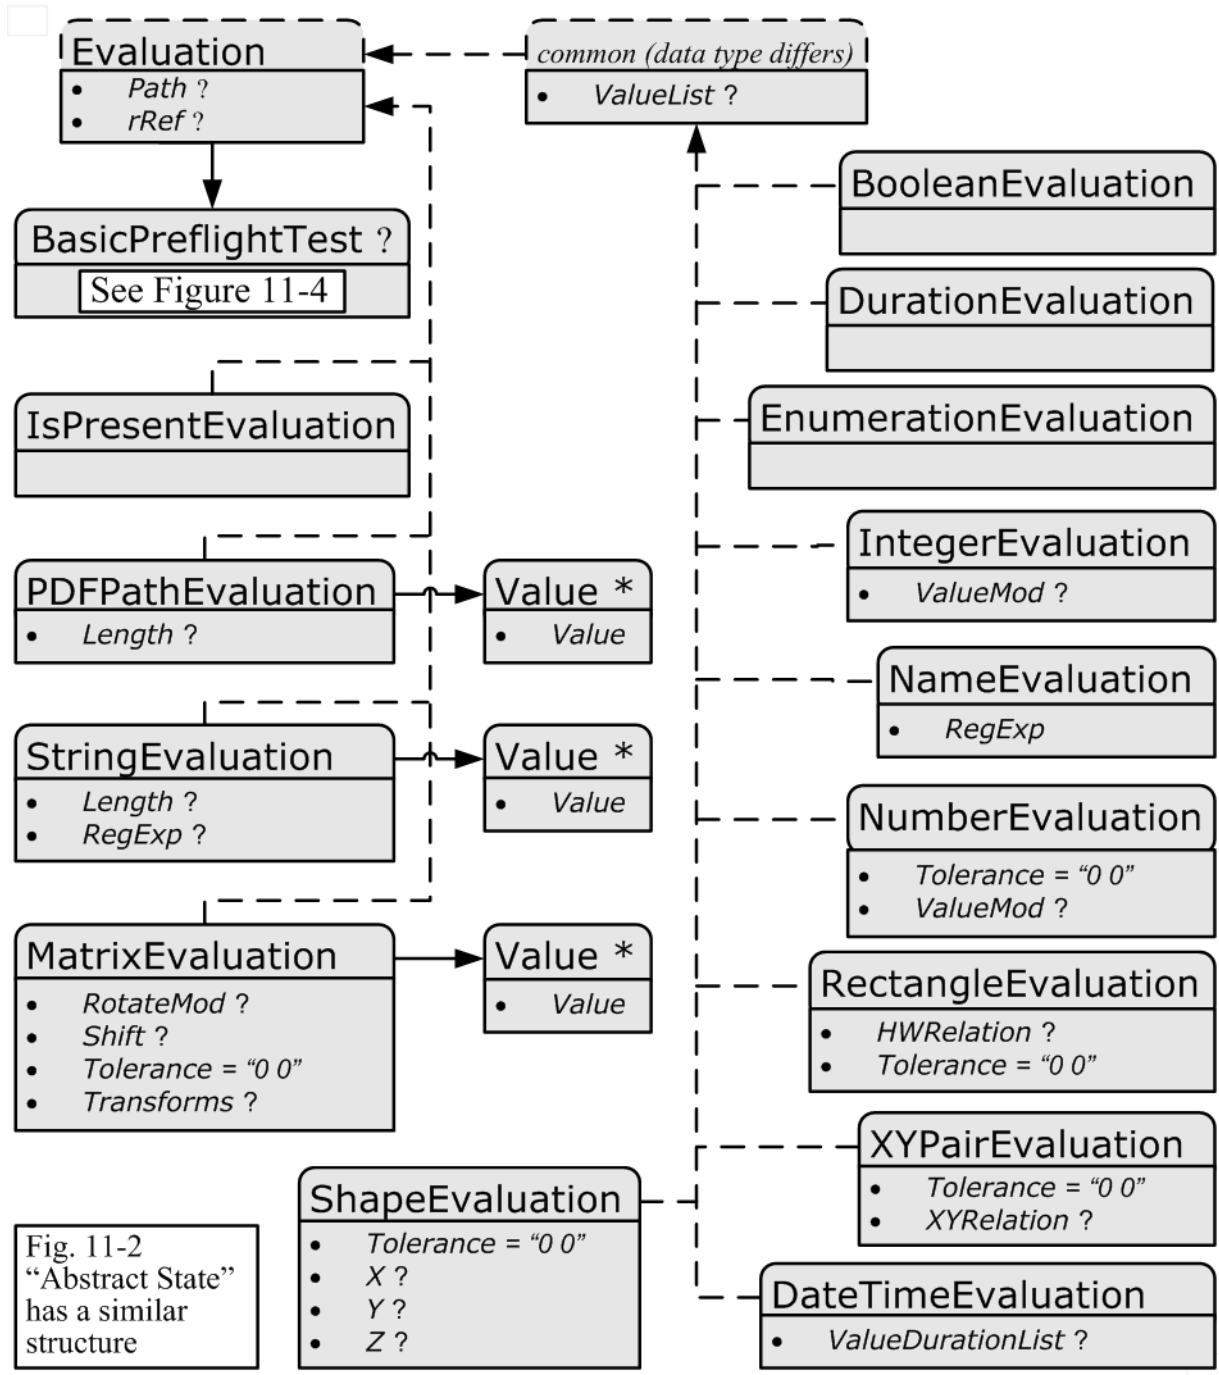 Evaluation
• Path ?
• rRef ?
common (data type differs)
• ValueList ?
BasicPreflightTest ?
See Figure 11-4
IsPresentEvaluation
PDFPathEvaluation
• Length ?
Value *
• Value
StringEvaluation
• Length ?
• RegExp ?
Value *
• Value
MatrixEvaluation
• RotateMod ?
• Shift ?
• Tolerance = “0 0”
• Transforms ?
Value *
• Value
ShapeEvaluation
• Tolerance = “0 0”
• X ?
• Y ?
• Z ?
Fig. 11-2
“Abstract State”
has a similar
structure
BooleanEvaluation
DurationEvaluation
EnumerationEvaluation
IntegerEvaluation
• ValueMod ?
NameEvaluation
• RegExp
NumberEvaluation
• Tolerance = “0 0”
• ValueMod ?
RectangleEvaluation
• HWRelation ?
• Tolerance = “0 0”
XYPairEvaluation
• Tolerance = “0 0”
• XYRelation ?
DateTimeEvaluation
• ValueDurationList ?